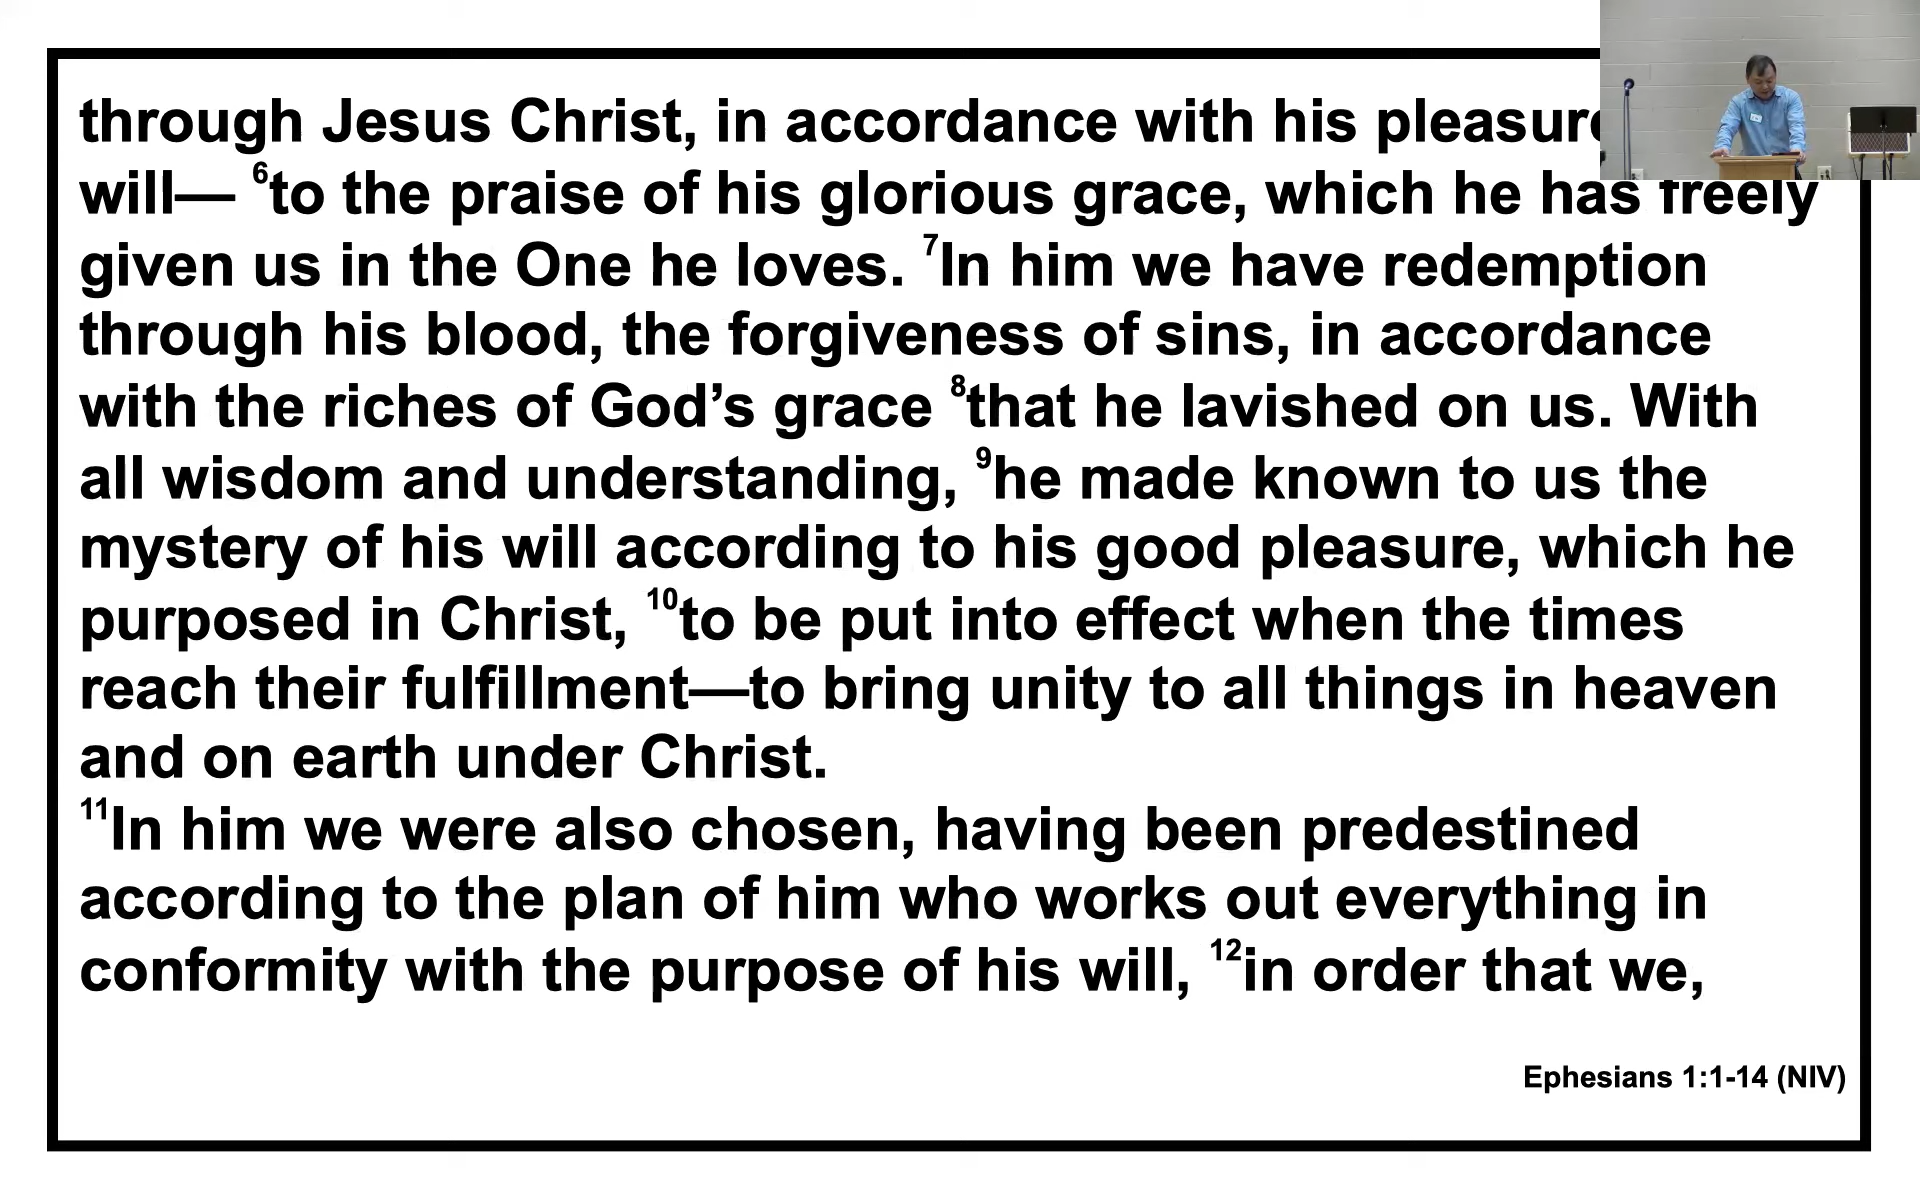 through Jesus Christ, in accordance with his pleasure
will— ⁶to the praise of his glorious grace, which he has freely
given us in the One he loves. ⁷In him we have redemption
through his blood, the forgiveness of sins, in accordance
with the riches of God’s grace ⁸that he lavished on us. With
all wisdom and understanding, ⁹he made known to us the
mystery of his will according to his good pleasure, which he
purposed in Christ, ¹⁰to be put into effect when the times
reach their fulfillment—to bring unity to all things in heaven
and on earth under Christ.
¹¹In him we were also chosen, having been predestined
according to the plan of him who works out everything in
conformity with the purpose of his will, ¹²in order that we,
Ephesians 1:1-14 (NIV)